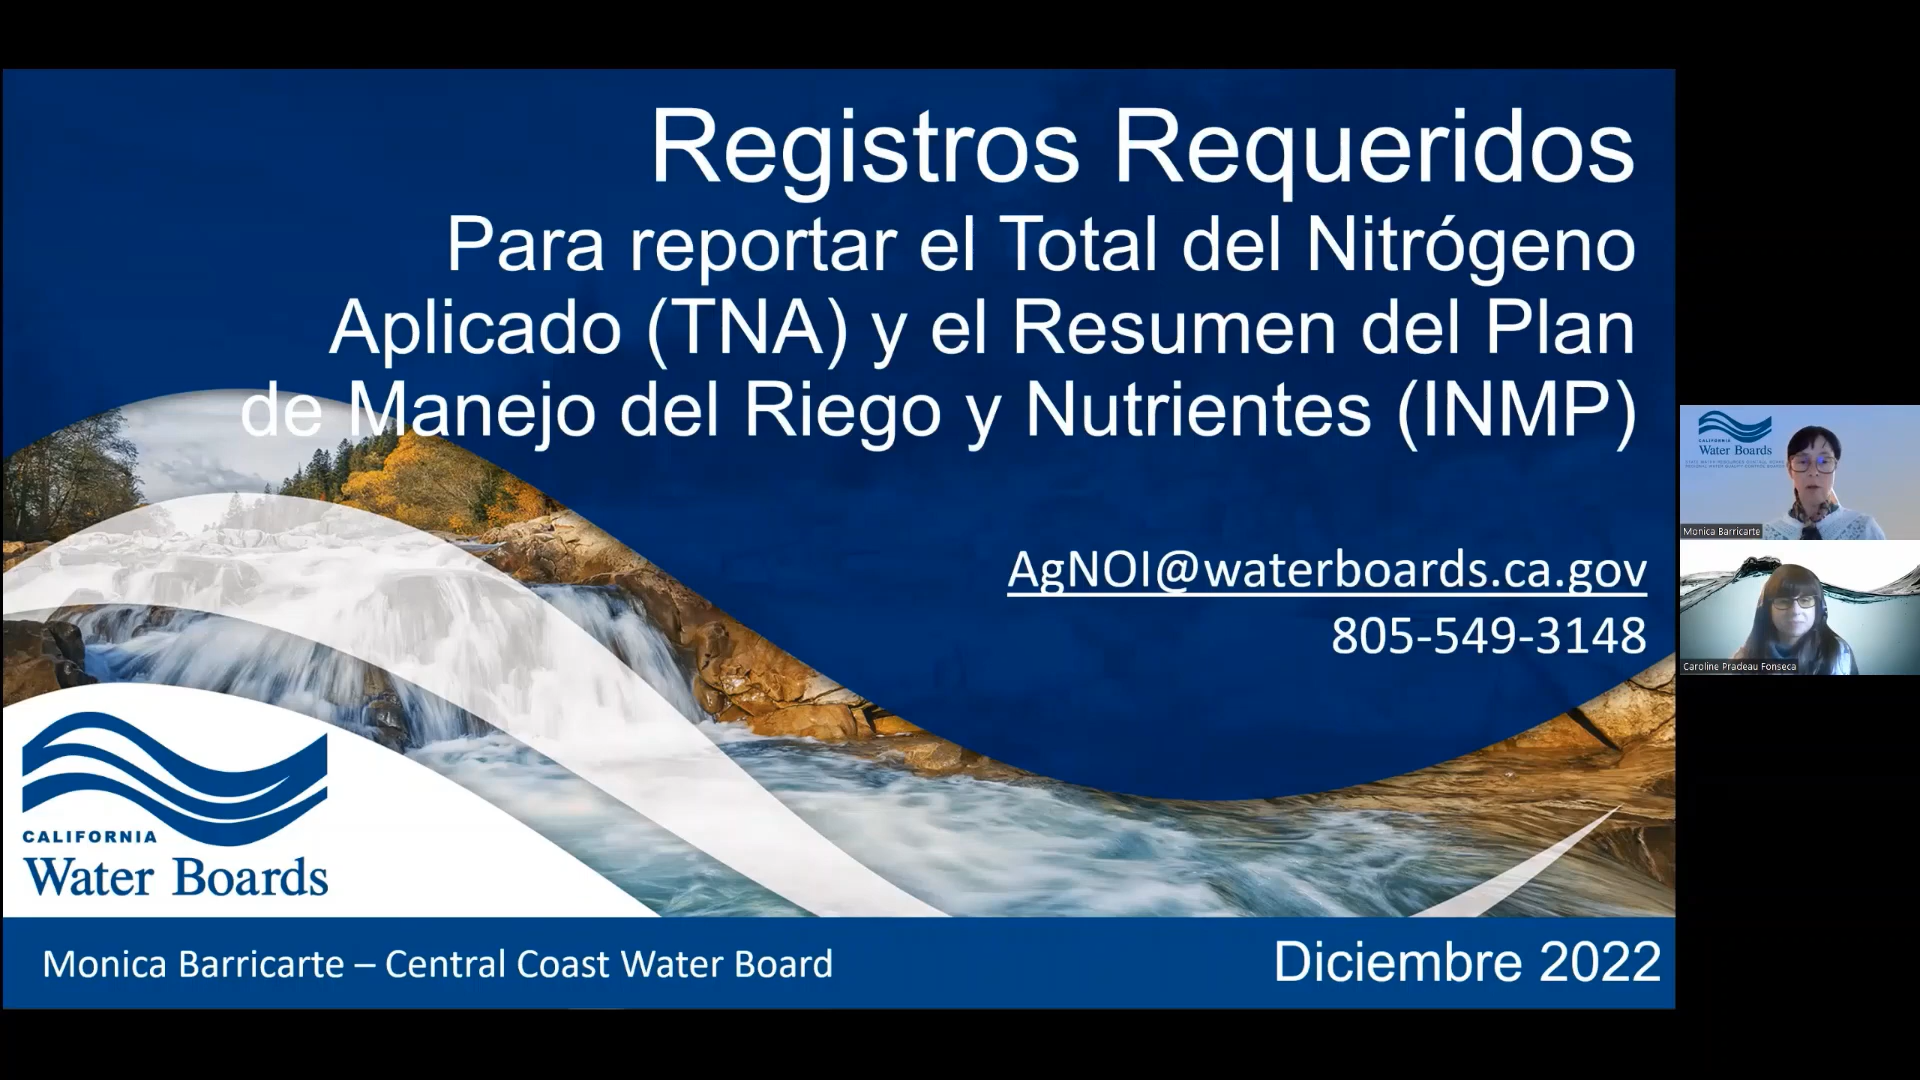 Registros Requeridos
Para reportar el Total del Nitrógeno
Aplicado (TNA) y el Resumen del Plan
de Manejo del Riego y Nutrientes (INMP)
AgNOI@waterboards.ca.gov
805-549-3148
CALIFORNIA
Water Boards
Monica Barricarte – Central Coast Water Board
Diciembre 2022
CALIFORNIA
Water Boards
Monica Barricarte
Caroline Pradeau Fonseca